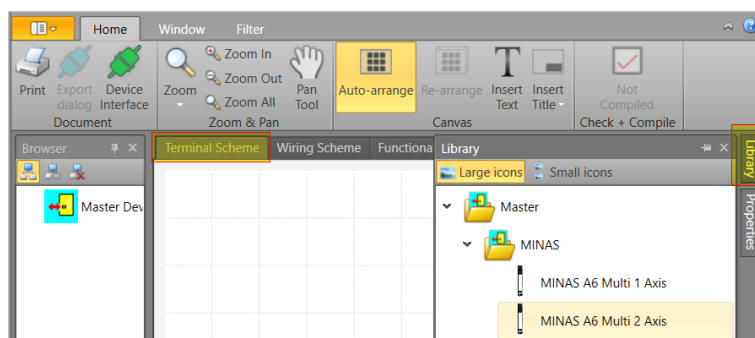 Home Window Filter
Print
Export dialog
Device Interface
Document
Zoom
Zoom In
Zoom Out
Zoom All
Pan Tool
Zoom & Pan
Auto-arrange
Re-arrange
Insert Text
Insert Title
Canvas
Not Compiled
Check + Compile
Browser
Master Dev
Terminal Scheme Wiring Scheme Functiona
Library
Large icons Small icons
Master
MINAS
MINAS A6 Multi 1 Axis
MINAS A6 Multi 2 Axis
Library
Properties